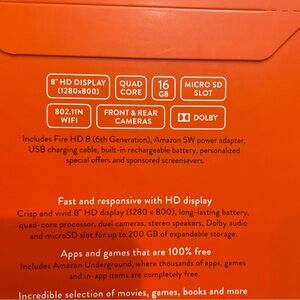 8" HD DISPLAY
(1280x800)
QUAD
CORE
16
GB
MICRO SD
SLOT
802.11N
WIFI
FRONT & REAR
CAMERAS
DOLBY
Includes Fire HD 8 (6th Generation), Amazon 5W power adapter,
USB charging cable, built-in rechargeable battery, personalized
special offers and sponsored screensavers.
Fast and responsive with HD display
Crisp and vivid 8" HD display (1280 x 800), long-lasting battery,
quad-core processor, dual cameras, stereo speakers, Dolby audio
and microSD slot for up to 200 GB of expandable storage.
Apps and games that are 100% free
Includes Amazon Underground, where thousands of apps, games
and in-app items are completely free.
Incredible selection of movies, games, books and more